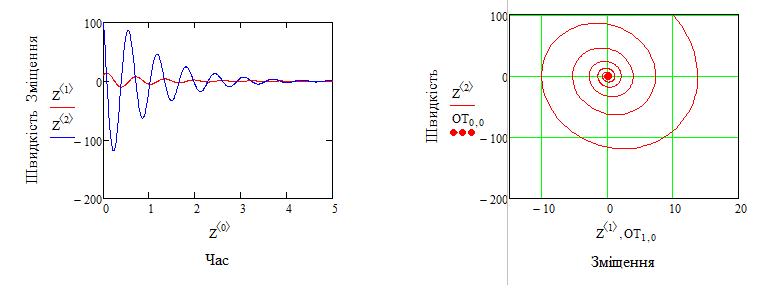 Швидкість Зміщення
Z⟨1⟩
Z⟨2⟩
100
0
− 100
− 200
0
1
2
3
4
5
Z⟨0⟩
Час
Швидкість
Z⟨2⟩
OT0,0
100
0
− 100
− 200
− 10
0
10
20
Z⟨1⟩ , OT1,0
Зміщення